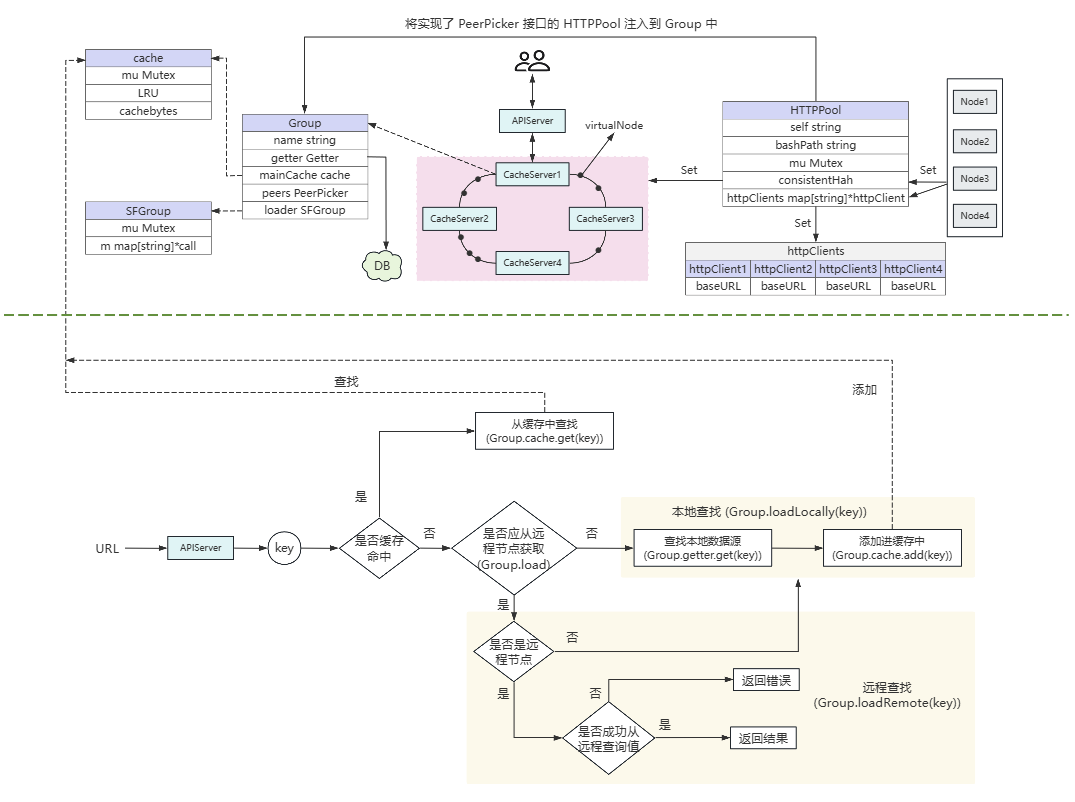 将实现了 PeerPicker 接口的 HTTPPool 注入到 Group 中
cache
mu Mutex
LRU
cachebytes
SFGroup
mu Mutex
m map[string]*call
Group
name string
getter Getter
mainCache cache
peers PeerPicker
loader SFGroup
DB
APIServer
virtualNode
CacheServer1
CacheServer2
CacheServer3
CacheServer4
Set
HTTPPool
self string
bashPath string
mu Mutex
consistentHah
httpClients map[string]*httpClient
Set
Node1
Node2
Node3
Node4
Set
httpClients
httpClient1
httpClient2
httpClient3
httpClient4
baseURL
baseURL
baseURL
baseURL
查找
添加
从缓存中查找
(Group.cache.get(key))
是
URL
APIServer
key
是否缓存
命中
否
是否应从远
程节点获取
(Group.load)
否
本地查找 (Group.loadLocally(key))
查找本地数据源
(Group.getter.get(key))
添加进缓存中
(Group.cache.add(key))
是
是否是远
程节点
否
是
远程查找
(Group.loadRemote(key))
否
返回错误
是否成功从
远程查询值
是
返回结果